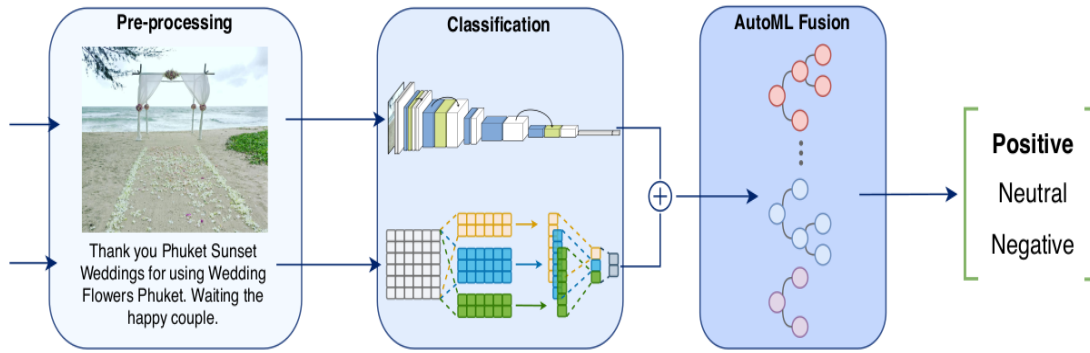 Pre-processing
Thank you Phuket Sunset
Weddings for using Wedding
Flowers Phuket. Waiting the
happy couple.
Classification
+
AutoML Fusion
Positive
Neutral
Negative